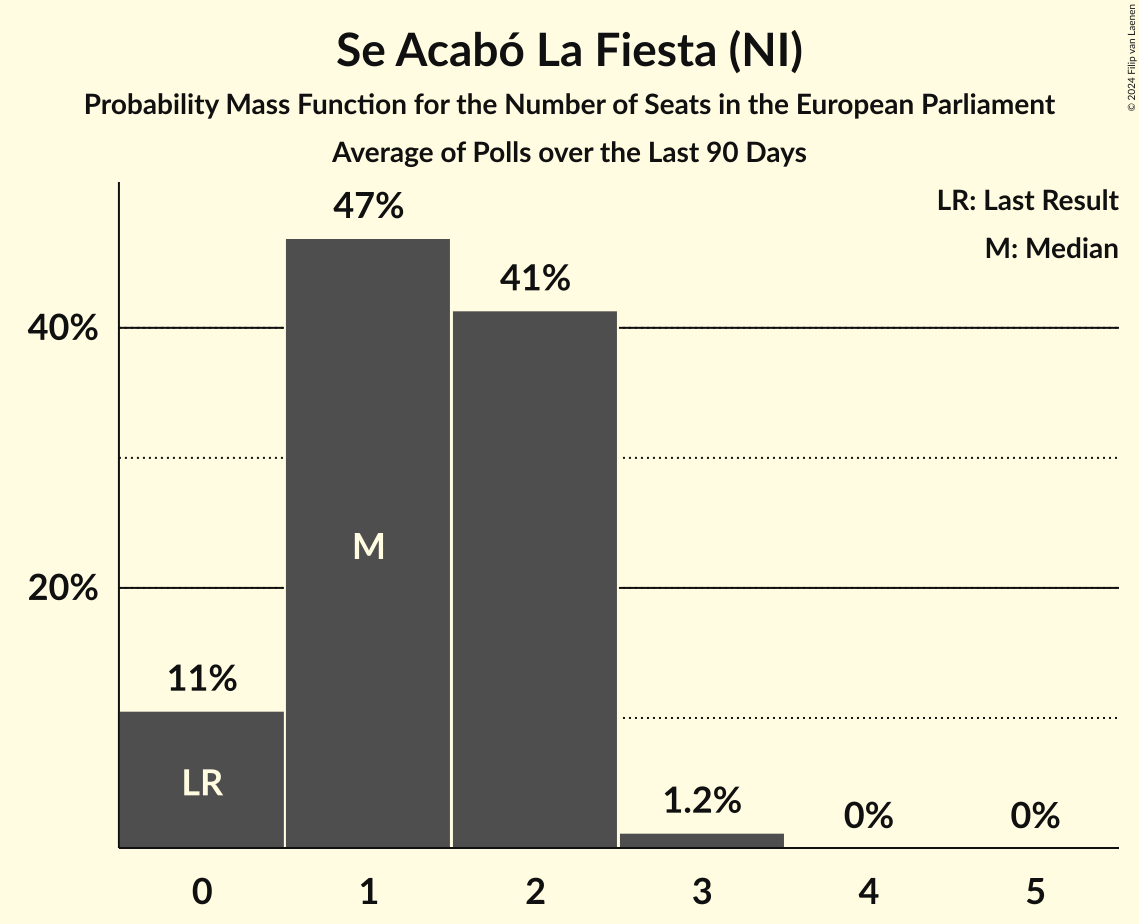 Se Acabó La Fiesta (NI)
Probability Mass Function for the Number of Seats in the European Parliament
Average of Polls over the Last 90 Days
© 2024 Filip van Laenen
LR: Last Result
M: Median
47%
41%
40%
M
20%
11%
LR
1.2%
0%
0%
0
1
2
3
4
5